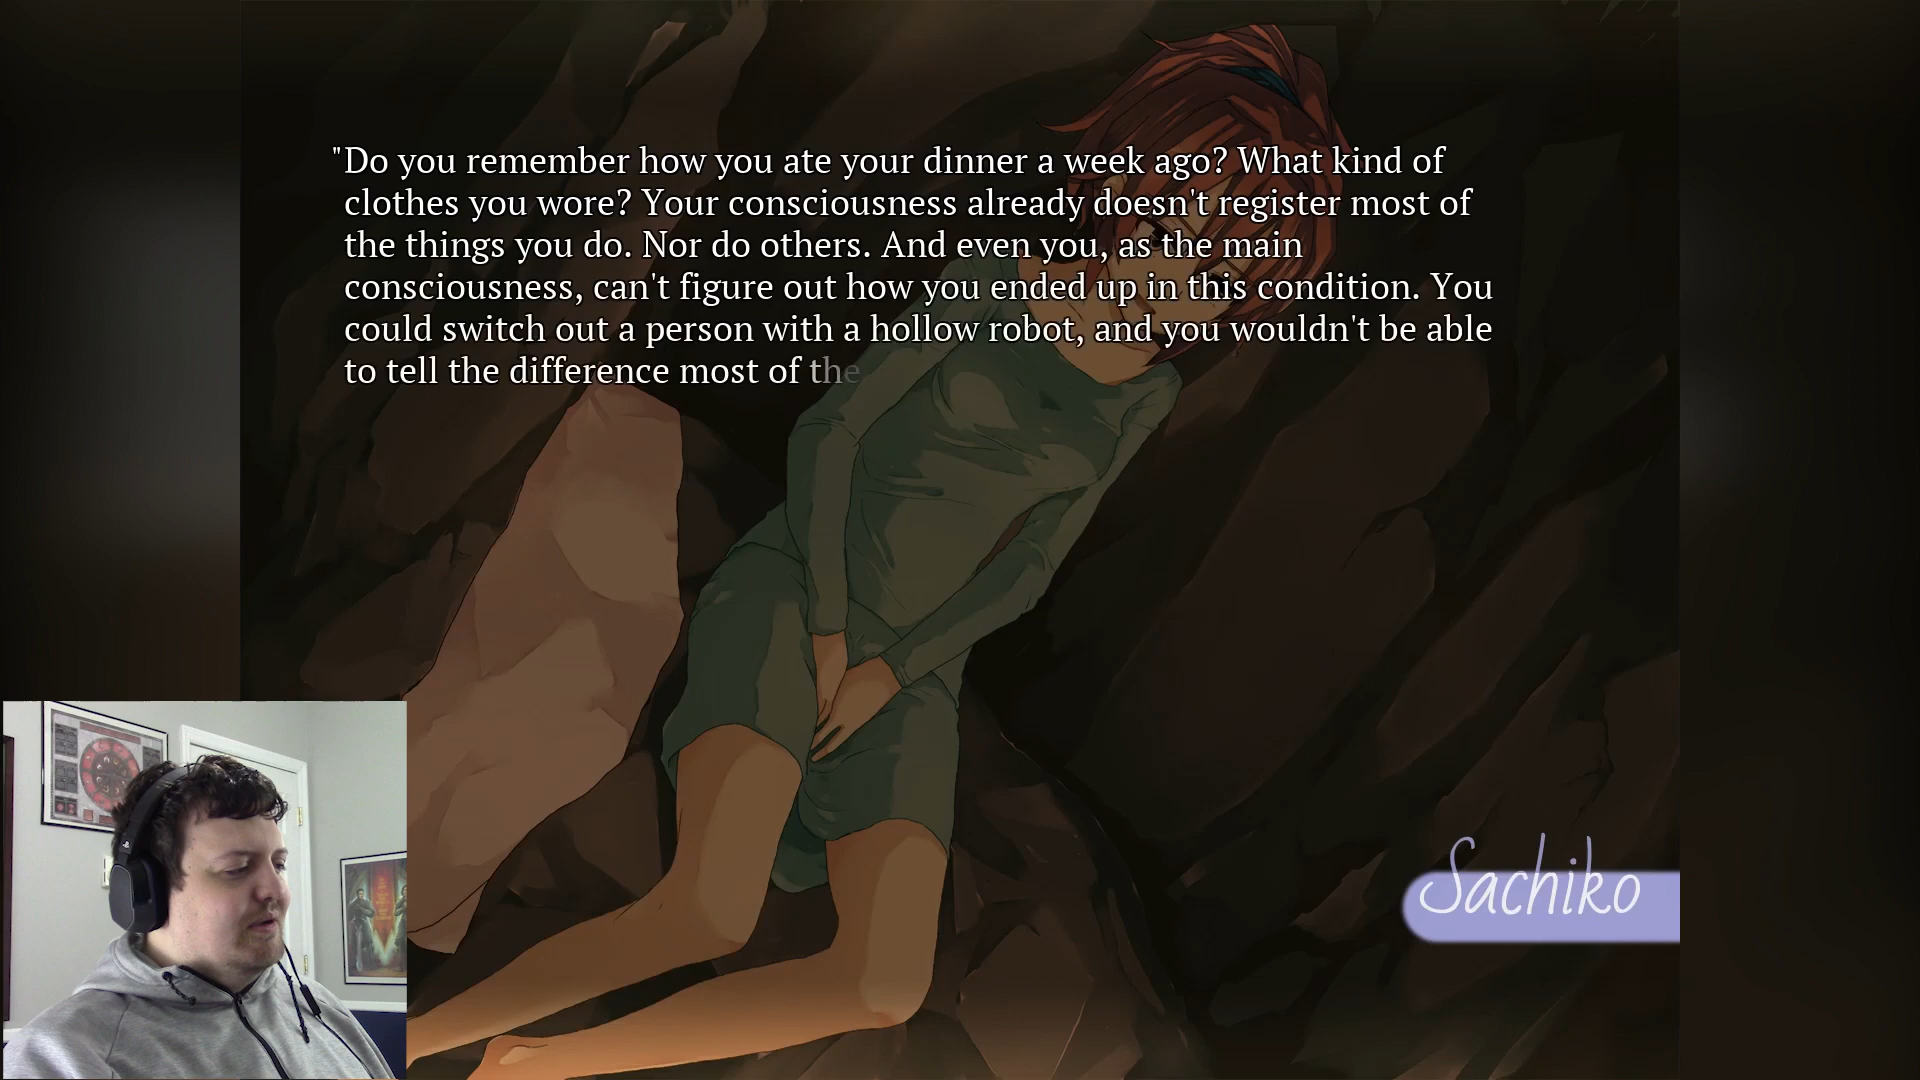 "Do you remember how you ate your dinner a week ago? What kind of
clothes you wore? Your consciousness already doesn't register most of
the things you do. Nor do others. And even you, as the main
consciousness, can't figure out how you ended up in this condition. You
could switch out a person with a hollow robot, and you wouldn't be able
to tell the difference most of the
Sachiko